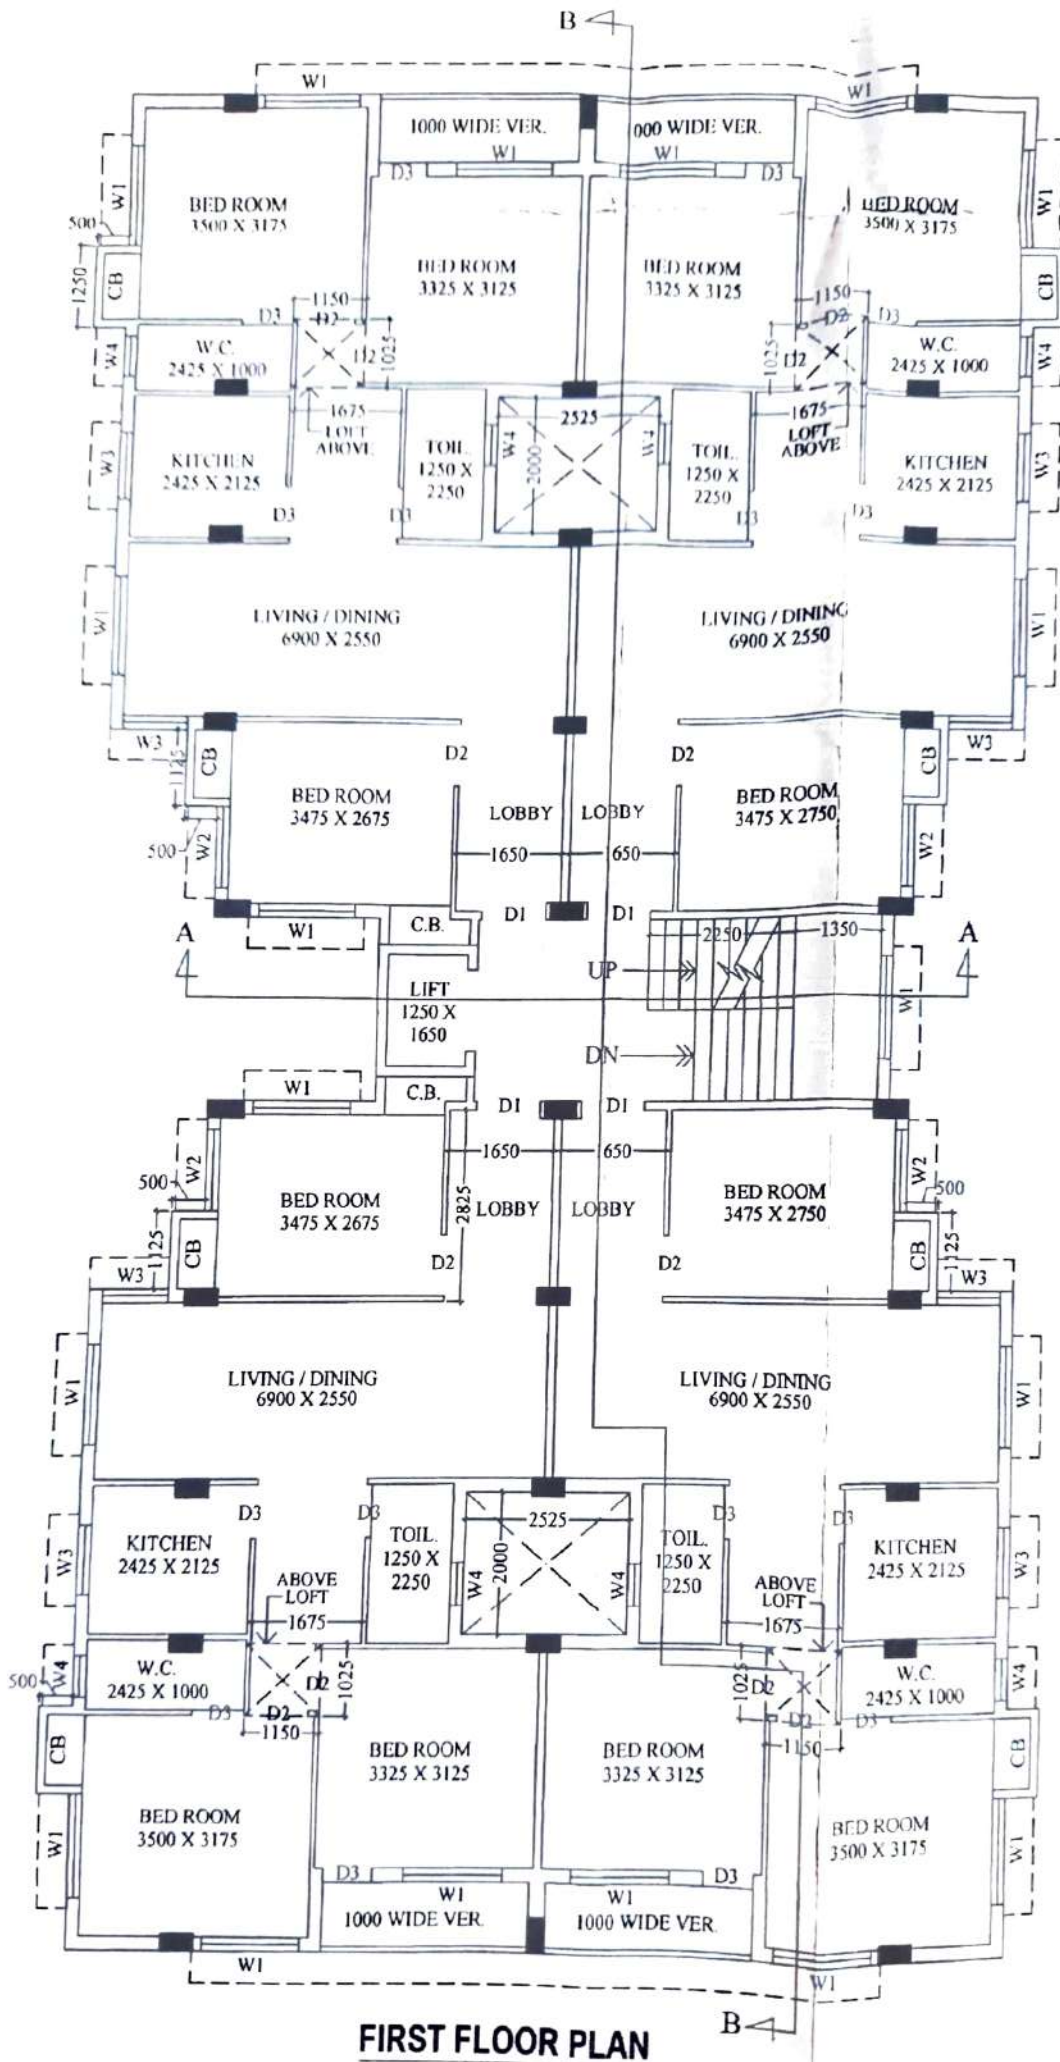 B
W1
W1
1000 WIDE VER.
000 WIDE VER.
W1
W1
D3
D3
W1
W1
BED ROOM
3500 X 3175
BED ROOM
3500 X 3175
500
1250
CB
CB
BED ROOM
3325 X 3125
BED ROOM
3325 X 3125
1150
1150
D3
D2
D2
D3
D2
1025
1025
D2
W4
W.C.
2425 X 1000
W.C.
2425 X 1000
W4
1675
LOFT
ABOVE
1675
LOFT
ABOVE
2525
2000
W4
W4
TOIL.
1250 X
2250
TOIL.
1250 X
2250
W3
KITCHEN
2425 X 2125
KITCHEN
2425 X 2125
W3
D3
D3
D3
D3
W1
LIVING / DINING
6900 X 2550
LIVING / DINING
6900 X 2550
W1
W3
W3
1125
CB
CB
D2
D2
BED ROOM
3475 X 2675
LOBBY
LOBBY
BED ROOM
3475 X 2750
500
W2
W2
1650
650
W1
C.B.
D1
D1
2250
1350
A
A
UP
LIFT
1250 X
1650
W1
DN
W1
C.B.
D1
D1
1650
650
W2
W2
500
500
BED ROOM
3475 X 2675
2825
LOBBY
LOBBY
BED ROOM
3475 X 2750
1125
1125
CB
CB
W3
W3
D2
D2
W1
LIVING / DINING
6900 X 2550
LIVING / DINING
6900 X 2550
W1
D3
D3
D3
D3
W3
KITCHEN
2425 X 2125
TOIL.
1250 X
2250
2525
2000
W4
W4
TOIL.
1250 X
2250
KITCHEN
2425 X 2125
W3
ABOVE
LOFT
1675
ABOVE
LOFT
1675
W4
500
W.C.
2425 X 1000
W.C.
2425 X 1000
W4
D2
1025
1025
D2
D3
D2
D2
D3
1150
1150
CB
CB
BED ROOM
3325 X 3125
BED ROOM
3325 X 3125
W1
BED ROOM
3500 X 3175
BED ROOM
3500 X 3175
W1
D3
D3
W1
W1
1000 WIDE VER.
1000 WIDE VER.
W1
W1
B
FIRST FLOOR PLAN